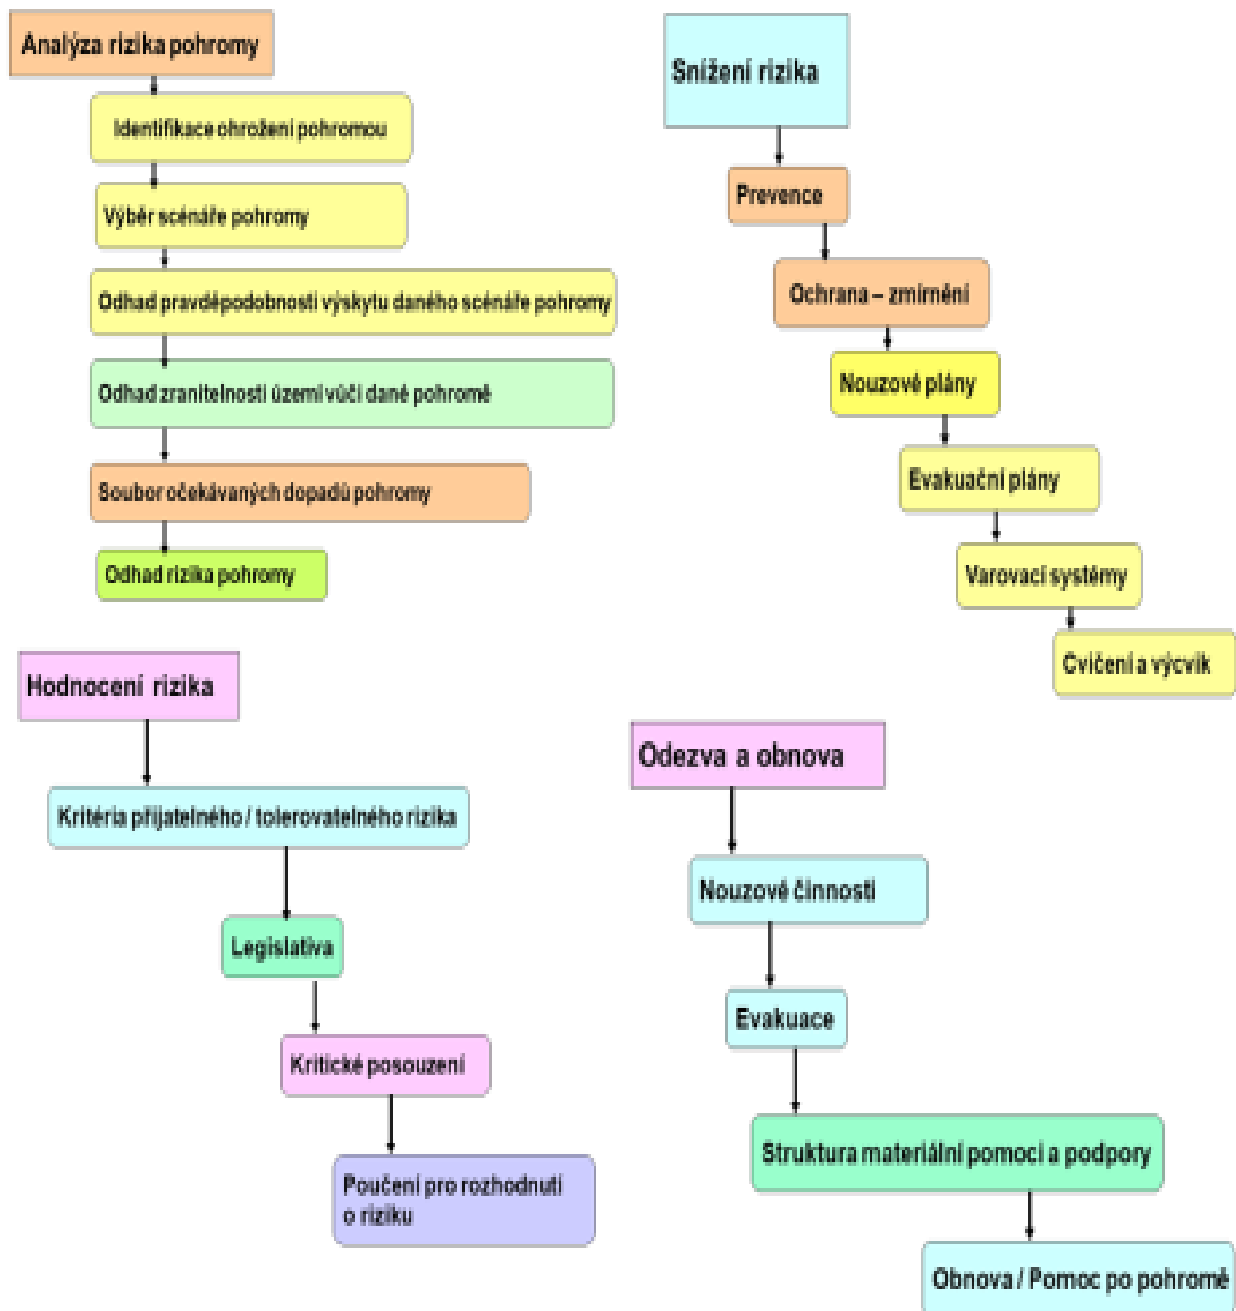 Analýza rizika pohromy
Identifikace ohrožení pohromou
Výběr scénáře pohromy
Odhad pravděpodobnosti výskytu daného scénáře pohromy
Odhad zranitelnosti území vůči dané pohromě
Soubor očekávaných dopadů pohromy
Odhad rizika pohromy
Snížení rizika
Prevence
Ochrana – zmírnění
Nouzové plány
Evakuační plány
Varovací systémy
Cvičení a výcvik
Hodnocení rizika
Kritéria přijatelného / tolerovatelného rizika
Legislativa
Kritické posouzení
Poučení pro rozhodnutí
o riziku
Odezva a obnova
Nouzové činnosti
Evakuace
Struktura materiální pomoci a podpory
Obnova / Pomoc po pohromě